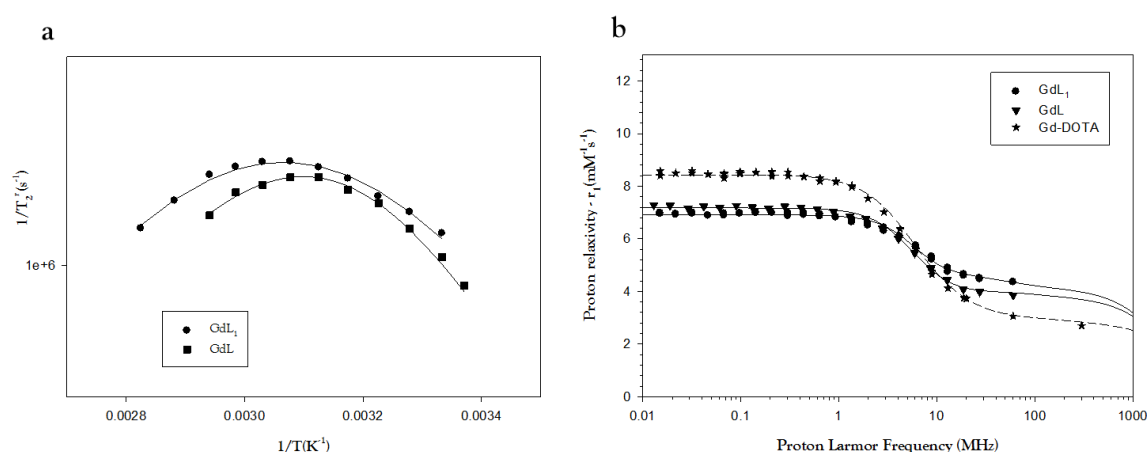 a
1/T₂ʳ(s⁻¹)
1e+6
GdL₁
GdL
0.0028 0.0030 0.0032 0.0034
1/T(K⁻¹)
b
Proton relaxivity - r₁(mM⁻¹s⁻¹)
12
10
8
6
4
2
0
GdL₁
GdL
Gd-DOTA
0.01 0.1 1 10 100 1000
Proton Larmor Frequency (MHz)